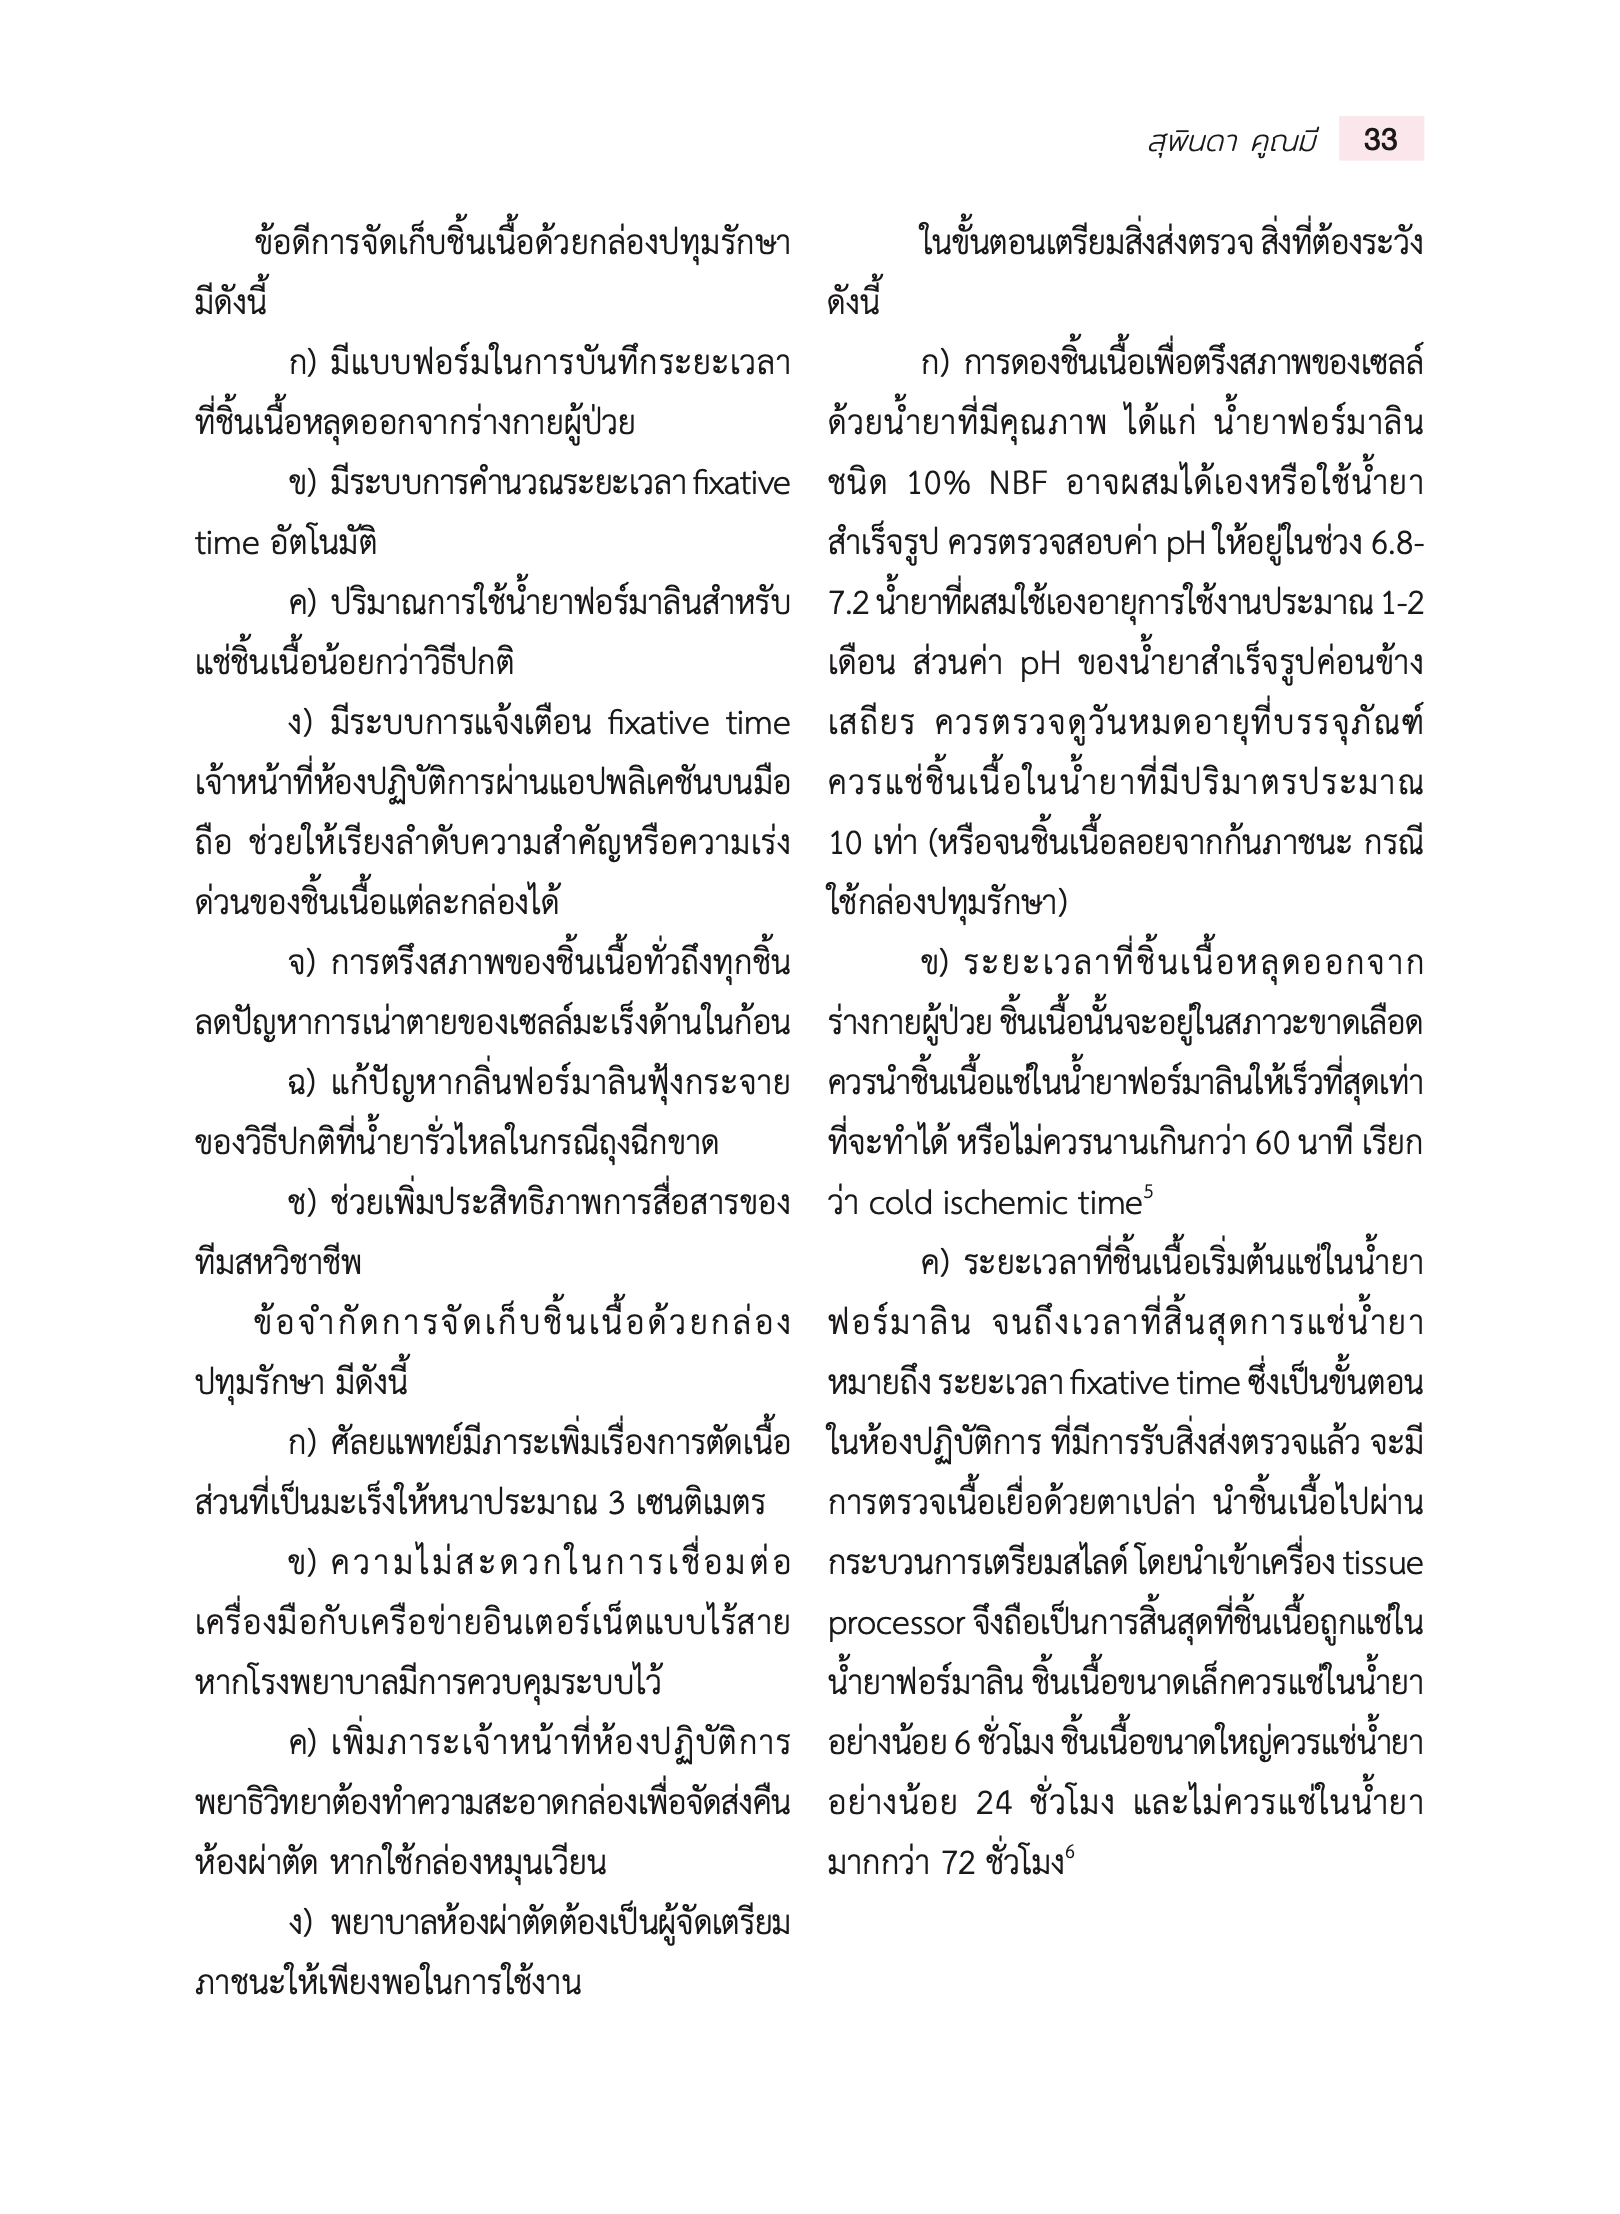 สุพินดา คูณมี 33
ข้อดีการจัดเก็บชิ้นเนื้อด้วยกล่องปทุมรักษา
มีดังนี้
ก) มีแบบฟอร์มในการบันทึกระยะเวลา
ที่ชิ้นเนื้อหลุดออกจากร่างกายผู้ป่วย
ข) มีระบบการคำนวณระยะเวลา fixative
time อัตโนมัติ
ค) ปริมาณการใช้น้ำยาฟอร์มาลินสำหรับ
แช่ชิ้นเนื้อน้อยกว่าวิธีปกติ
ง) มีระบบการแจ้งเตือน fixative time
เจ้าหน้าที่ห้องปฏิบัติการผ่านแอปพลิเคชันบนมือ
ถือ ช่วยให้เรียงลำดับความสำคัญหรือความเร่ง
ด่วนของชิ้นเนื้อแต่ละกล่องได้
จ) การตรึงสภาพของชิ้นเนื้อทั่วถึงทุกชิ้น
ลดปัญหาการเน่าตายของเซลล์มะเร็งด้านในก้อน
ฉ) แก้ปัญหากลิ่นฟอร์มาลินฟุ้งกระจาย
ของวิธีปกติที่น้ำยารั่วไหลในกรณีถุงฉีกขาด
ช) ช่วยเพิ่มประสิทธิภาพการสื่อสารของ
ทีมสหวิชาชีพ
ข้อจำกัดการจัดเก็บชิ้นเนื้อด้วยกล่อง
ปทุมรักษา มีดังนี้
ก) ศัลยแพทย์มีภาระเพิ่มเรื่องการตัดเนื้อ
ส่วนที่เป็นมะเร็งให้หนาประมาณ 3 เซนติเมตร
ข) ความไม่สะดวกในการเชื่อมต่อ
เครื่องมือกับเครือข่ายอินเตอร์เน็ตแบบไร้สาย
หากโรงพยาบาลมีการควบคุมระบบไว้
ค) เพิ่มภาระเจ้าหน้าที่ห้องปฏิบัติการ
พยาธิวิทยาต้องทำความสะอาดกล่องเพื่อจัดส่งคืน
ห้องผ่าตัด หากใช้กล่องหมุนเวียน
ง) พยาบาลห้องผ่าตัดต้องเป็นผู้จัดเตรียม
ภาชนะให้เพียงพอในการใช้งาน
ในขั้นตอนเตรียมสิ่งส่งตรวจ สิ่งที่ต้องระวัง
ดังนี้
ก) การดองชิ้นเนื้อเพื่อตรึงสภาพของเซลล์
ด้วยน้ำยาที่มีคุณภาพ ได้แก่ น้ำยาฟอร์มาลิน
ชนิด 10% NBF อาจผสมได้เองหรือใช้น้ำยา
สำเร็จรูป ควรตรวจสอบค่า pH ให้อยู่ในช่วง 6.8-
7.2 น้ำยาที่ผสมใช้เองอายุการใช้งานประมาณ 1-2
เดือน ส่วนค่า pH ของน้ำยาสำเร็จรูปค่อนข้าง
เสถียร ควรตรวจดูวันหมดอายุที่บรรจุภัณฑ์
ควรแช่ชิ้นเนื้อในน้ำยาที่มีปริมาตรประมาณ
10 เท่า (หรือจนชิ้นเนื้อลอยจากก้นภาชนะ กรณี
ใช้กล่องปทุมรักษา)
ข) ระยะเวลาที่ชิ้นเนื้อหลุดออกจาก
ร่างกายผู้ป่วย ชิ้นเนื้อนั้นจะอยู่ในสภาวะขาดเลือด
ควรนำชิ้นเนื้อแช่ในน้ำยาฟอร์มาลินให้เร็วที่สุดเท่า
ที่จะทำได้ หรือไม่ควรนานเกินกว่า 60 นาที เรียก
ว่า cold ischemic time⁵
ค) ระยะเวลาที่ชิ้นเนื้อเริ่มต้นแช่ในน้ำยา
ฟอร์มาลิน จนถึงเวลาที่สิ้นสุดการแช่น้ำยา
หมายถึง ระยะเวลา fixative time ซึ่งเป็นขั้นตอน
ในห้องปฏิบัติการ ที่มีการรับสิ่งส่งตรวจแล้ว จะมี
การตรวจเนื้อเยื่อด้วยตาเปล่า นำชิ้นเนื้อไปผ่าน
กระบวนการเตรียมสไลด์ โดยนำเข้าเครื่อง tissue
processor จึงถือเป็นการสิ้นสุดที่ชิ้นเนื้อถูกแช่ใน
น้ำยาฟอร์มาลิน ชิ้นเนื้อขนาดเล็กควรแช่ในน้ำยา
อย่างน้อย 6 ชั่วโมง ชิ้นเนื้อขนาดใหญ่ควรแช่น้ำยา
อย่างน้อย 24 ชั่วโมง และไม่ควรแช่ในน้ำยา
มากกว่า 72 ชั่วโมง⁶